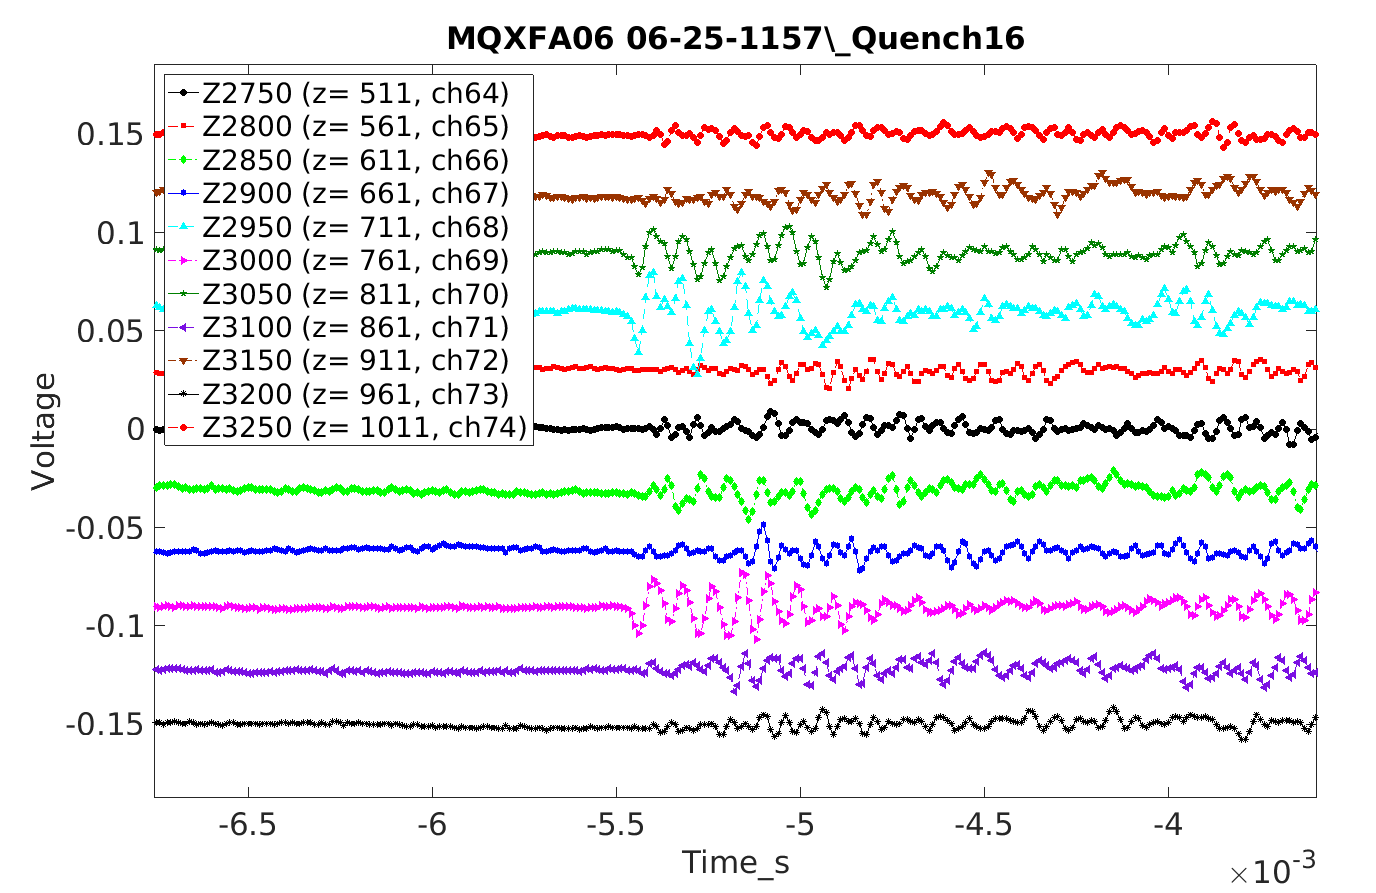 MQXFA06 06-25-1157\_Quench16
Z2750 (z= 511, ch64)
Z2800 (z= 561, ch65)
Z2850 (z= 611, ch66)
Z2900 (z= 661, ch67)
Z2950 (z= 711, ch68)
Z3000 (z= 761, ch69)
Z3050 (z= 811, ch70)
Z3100 (z= 861, ch71)
Z3150 (z= 911, ch72)
Z3200 (z= 961, ch73)
Z3250 (z= 1011, ch74)
Voltage
0.15
0.1
0.05
0
-0.05
-0.1
-0.15
-6.5 -6 -5.5 -5 -4.5 -4
Time_s
×10-3